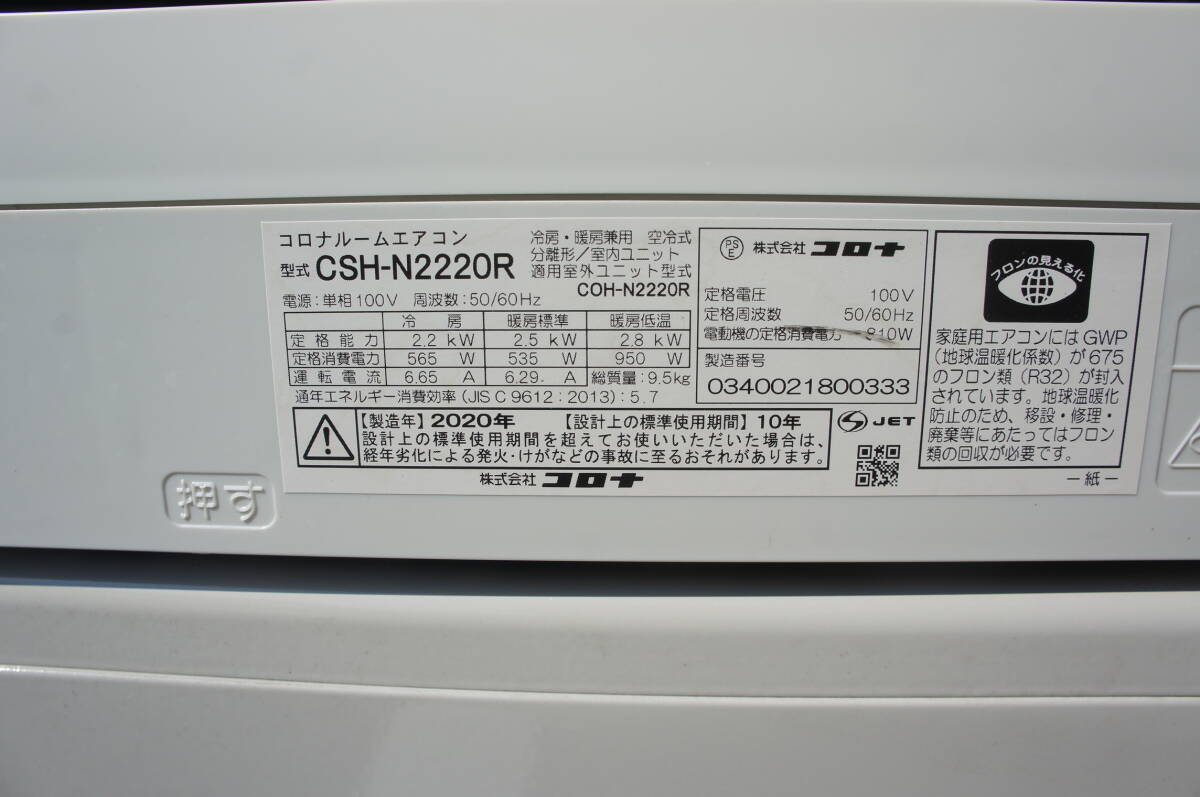 コロナルームエアコン
型式 CSH-N2220R
冷房・暖房兼用 空冷式
分離形／室内ユニット
適用室外ユニット型式
COH-N2220R
電源：単相100V 周波数：50/60Hz
冷房 暖房標準 暖房低温
定格能力 2.2 kW 2.5 kW 2.8 kW
定格消費電力 565 W 535 W 950 W
運転電流 6.65 A 6.29 A 総質量：9.5kg
通年エネルギー消費効率 (JIS C 9612：2013)：5.7
【製造年】2020年 【設計上の標準使用期間】10年
設計上の標準使用期間を超えてお使いいただいた場合は、
経年劣化による発火・けがなどの事故に至るおそれがあります。
株式会社 コロナ
PSE 株式会社 コロナ
定格電圧 100V
定格周波数 50/60Hz
電動機の定格消費電力 810W
製造番号
0340021800333
JET
フロンの見える化
家庭用エアコンにはGWP
（地球温暖化係数）が675
のフロン類（R32）が封入
されています。地球温暖化
防止のため、移設・修理・
廃棄等にあたってはフロン
類の回収が必要です。
－紙－
押す